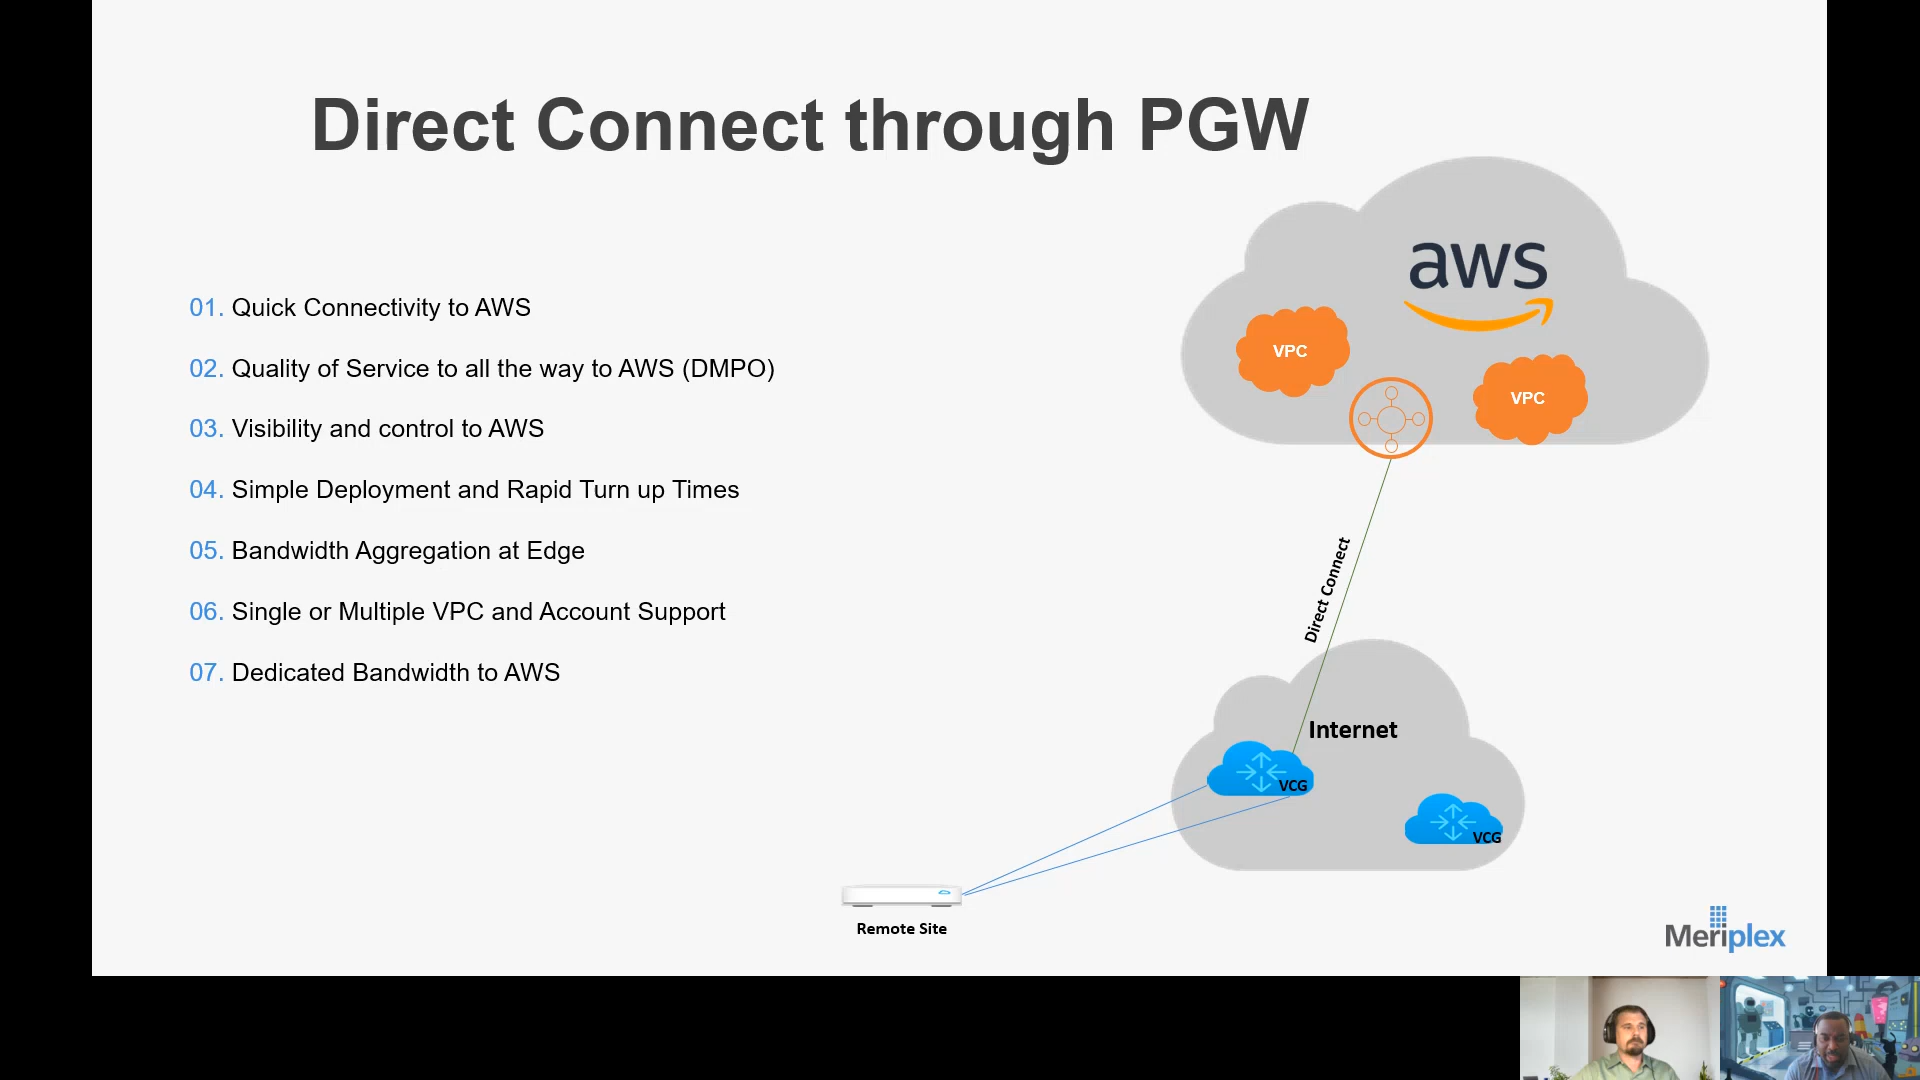 Direct Connect through PGW
01. Quick Connectivity to AWS
02. Quality of Service to all the way to AWS (DMPO)
03. Visibility and control to AWS
04. Simple Deployment and Rapid Turn up Times
05. Bandwidth Aggregation at Edge
06. Single or Multiple VPC and Account Support
07. Dedicated Bandwidth to AWS
aws
VPC
VPC
Direct Connect
Internet
VCG
VCG
Remote Site
Meriplex